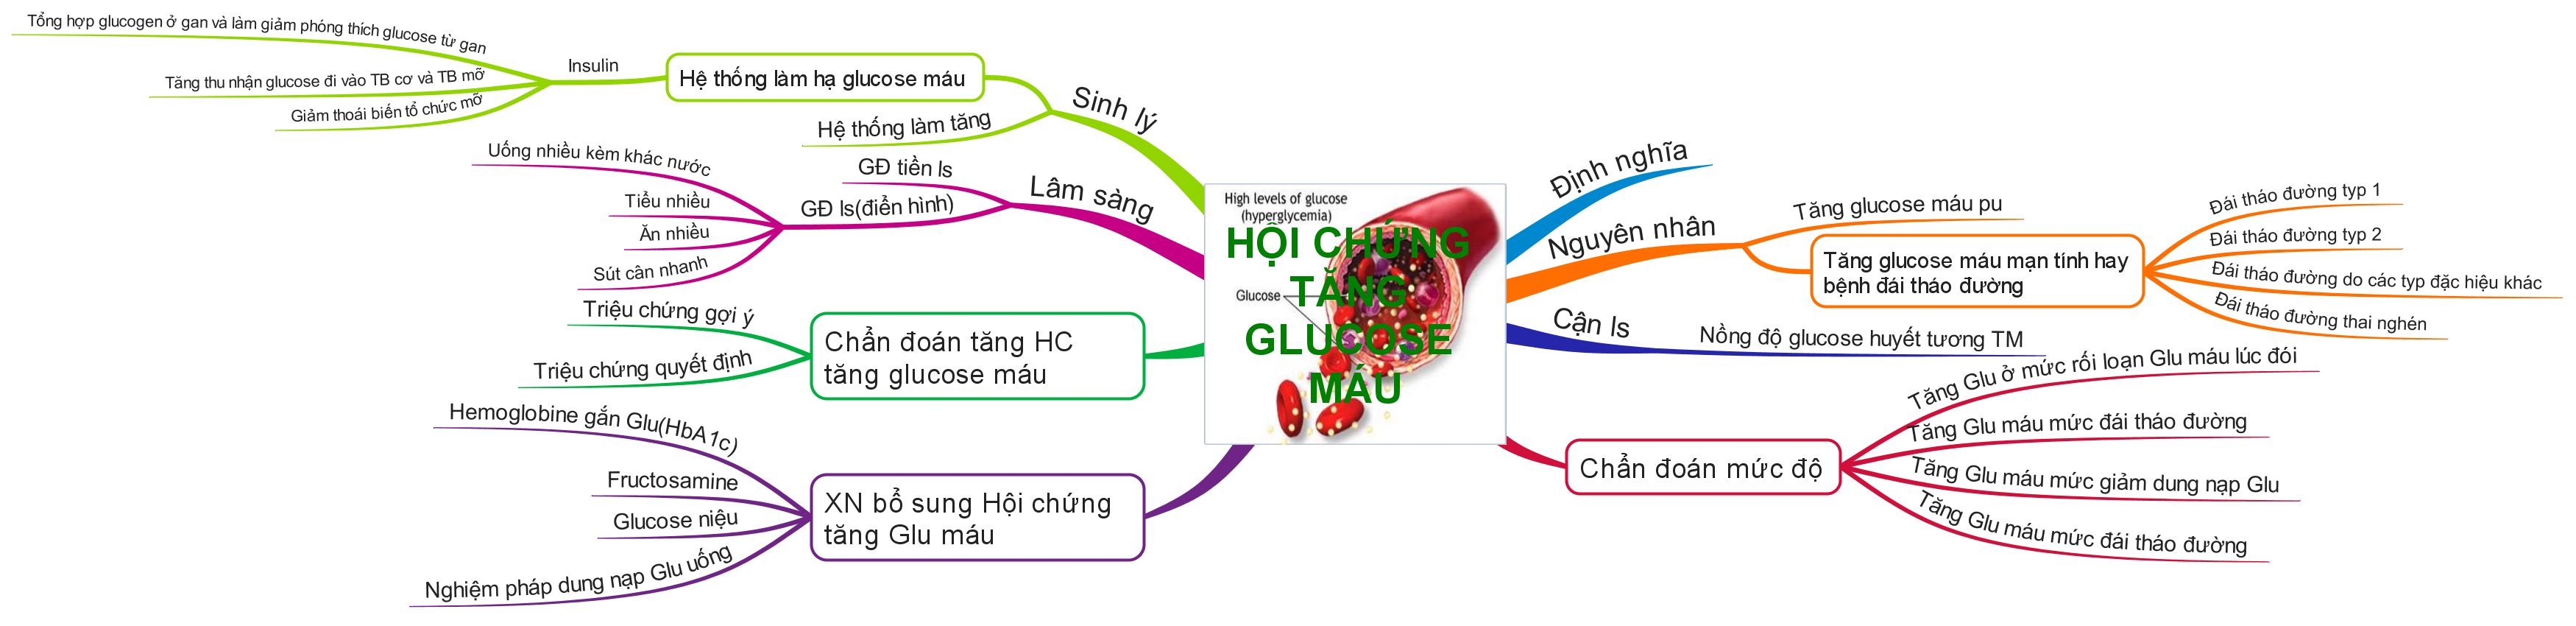 High levels of glucose
(hyperglycemia)
Glucose
HỘI CHỨNG
TĂNG
GLUCOSE
MÁU
Định nghĩa
Nguyên nhân
Tăng glucose máu pu
Tăng glucose máu mạn tính hay
bệnh đái tháo đường
Đái tháo đường typ 1
Đái tháo đường typ 2
Đái tháo đường do các typ đặc hiệu khác
Đái tháo đường thai nghén
Cận ls
Nồng độ glucose huyết tương TM
Chẩn đoán mức độ
Tăng Glu ở mức rối loạn Glu máu lúc đói
Tăng Glu máu mức đái tháo đường
Tăng Glu máu mức giảm dung nạp Glu
Tăng Glu máu mức đái tháo đường
Sinh lý
Hệ thống làm hạ glucose máu
Insulin
Tổng hợp glucogen ở gan và làm giảm phóng thích glucose từ gan
Tăng thu nhận glucose đi vào TB cơ và TB mỡ
Giảm thoái biến tổ chức mỡ
Hệ thống làm tăng
Lâm sàng
GĐ tiền ls
GĐ ls(điển hình)
Uống nhiều kèm khác nước
Tiểu nhiều
Ăn nhiều
Sút cân nhanh
Chẩn đoán tăng HC
tăng glucose máu
Triệu chứng gợi ý
Triệu chứng quyết định
XN bổ sung Hội chứng
tăng Glu máu
Hemoglobine gắn Glu(HbA1c)
Fructosamine
Glucose niệu
Nghiệm pháp dung nạp Glu uống